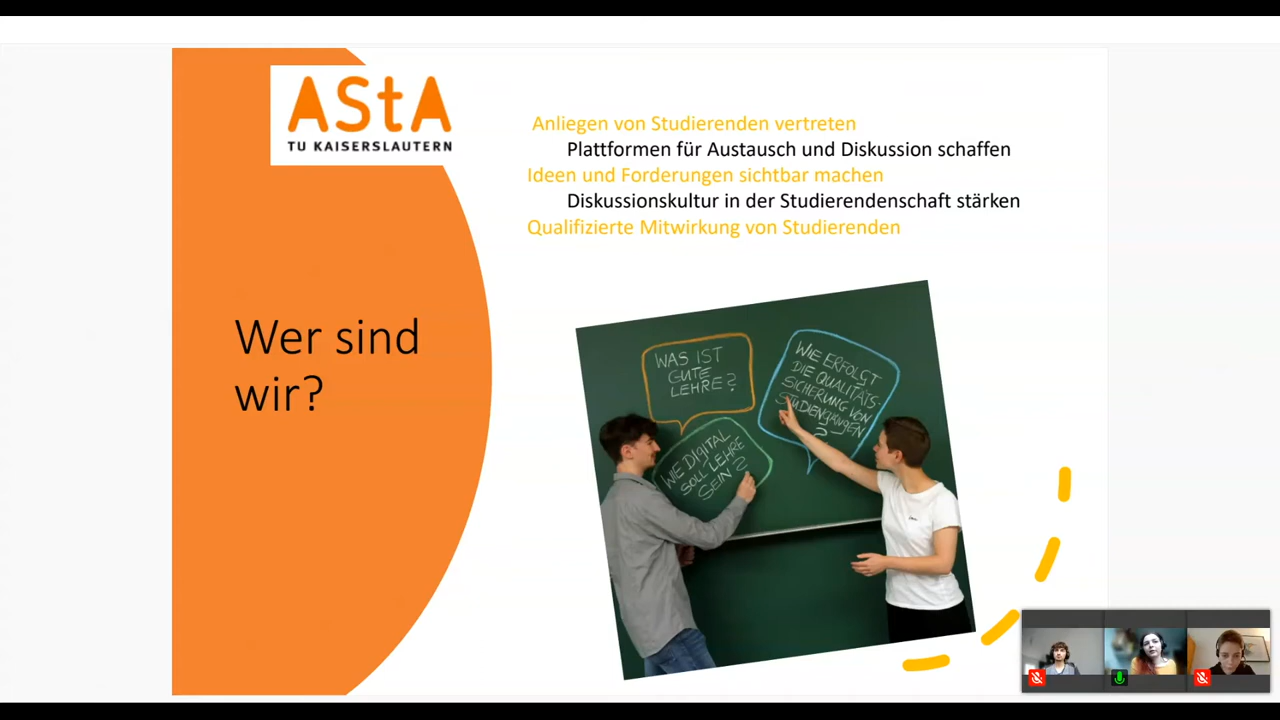 AStA
TU KAISERSLAUTERN
Anliegen von Studierenden vertreten
Plattformen für Austausch und Diskussion schaffen
Ideen und Forderungen sichtbar machen
Diskussionskultur in der Studierendenschaft stärken
Qualifizierte Mitwirkung von Studierenden
Wer sind
wir?
WAS IST
GUTE
LEHRE?
WIE ERFOLGT
DIE QUALITÄTS-
SICHERUNG VON
STUDIENGÄNGEN
?
WIE DIGITAL
SOLL LEHRE
SEIN?